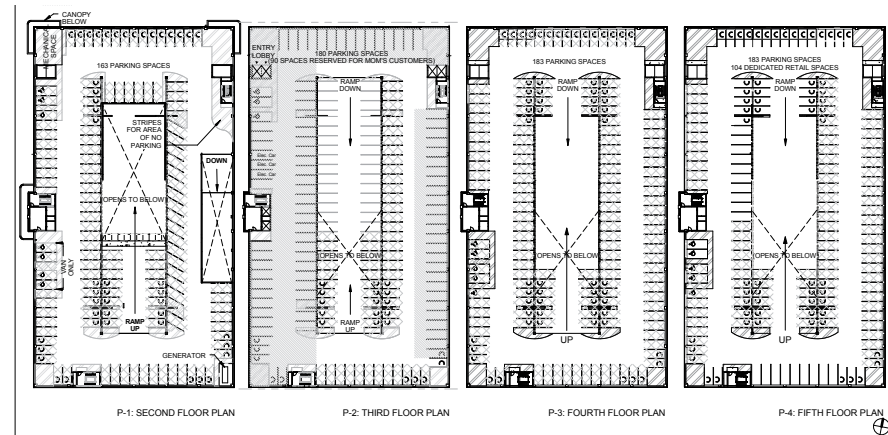 CANOPY
BELOW
MECHANICAL
SPACE
163 PARKING SPACES
STRIPES
FOR AREA
OF NO
PARKING
DOWN
(OPENS TO BELOW)
VAN
ONLY
RAMP
UP
GENERATOR
P-1: SECOND FLOOR PLAN
ENTRY
LOBBY
180 PARKING SPACES
(90 SPACES RESERVED FOR MOM'S CUSTOMERS)
RAMP
DOWN
Elec. Car
Elec. Car
Elec. Car
(OPENS TO BELOW)
RAMP
UP
P-2: THIRD FLOOR PLAN
183 PARKING SPACES
RAMP
DOWN
(OPENS TO BELOW)
UP
P-3: FOURTH FLOOR PLAN
183 PARKING SPACES
104 DEDICATED RETAIL SPACES
RAMP
DOWN
(OPENS TO BELOW)
UP
P-4: FIFTH FLOOR PLAN